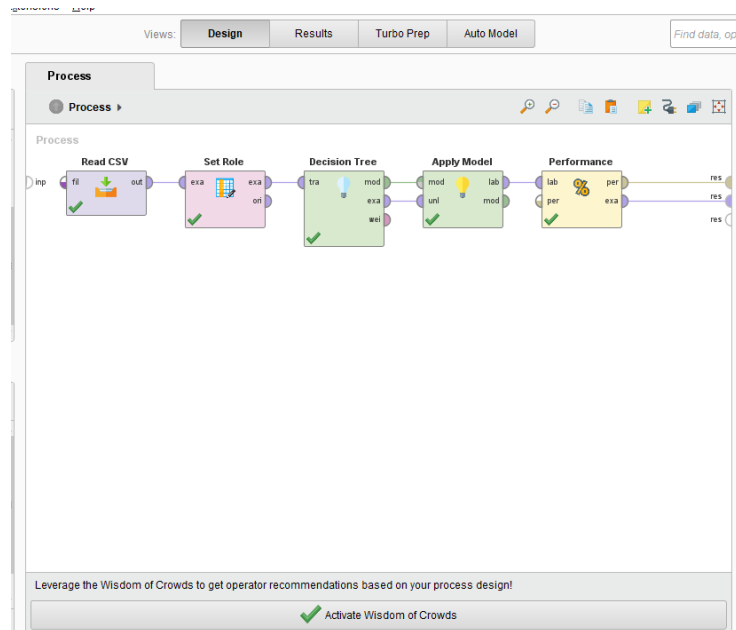 Views: Design Results Turbo Prep Auto Model Find data, op
Process
Process
Process
Read CSV Set Role Decision Tree Apply Model Performance
inp fil out exa exa tra mod mod lab lab per res
ori exa unl mod per exa res
wei res
Leverage the Wisdom of Crowds to get operator recommendations based on your process design!
Activate Wisdom of Crowds